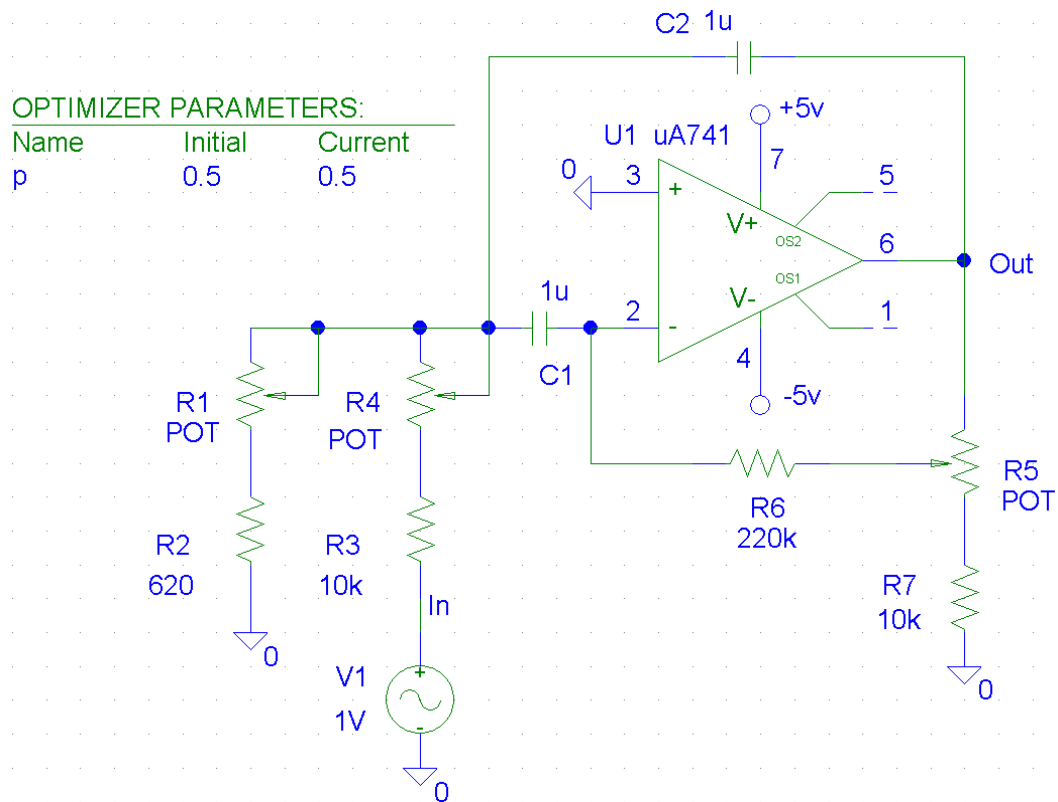 C2 1u
OPTIMIZER PARAMETERS:
Name Initial Current
p 0.5 0.5
U1 uA741
+5v
7
0
3
+
5
V+
OS2
6
Out
OS1
V-
1u
2
-
1
4
C1
-5v
R1
POT
R4
POT
R5
POT
R6
220k
R2
620
R3
10k
R7
10k
In
0
V1
1V
+
-
0
0